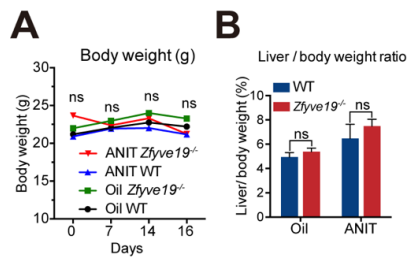 A
Body weight (g)
Body weight (g)
30
25
20
15
10
ns
ns
ns
ns
ANIT Zfyve19-/-
ANIT WT
Oil Zfyve19-/-
Oil WT
0
7
14
16
Days
B
Liver / body weight ratio
Liver/ body weight (%)
10
8
6
4
2
0
WT
Zfyve19-/-
ns
ns
Oil
ANIT